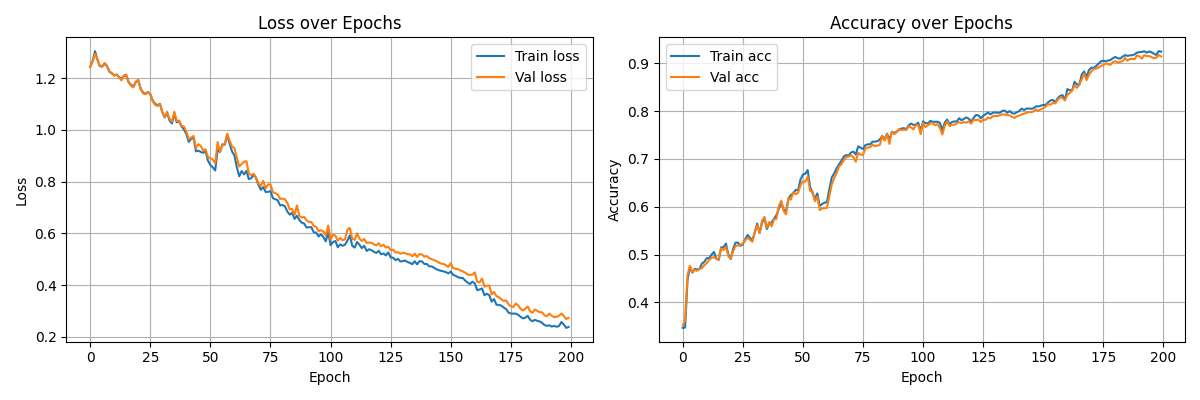 Loss over Epochs
Train loss
Val loss
1.2
1.0
0.8
0.6
0.4
0.2
Loss
0 25 50 75 100 125 150 175 200
Epoch
Accuracy over Epochs
Train acc
Val acc
0.9
0.8
0.7
0.6
0.5
0.4
Accuracy
0 25 50 75 100 125 150 175 200
Epoch